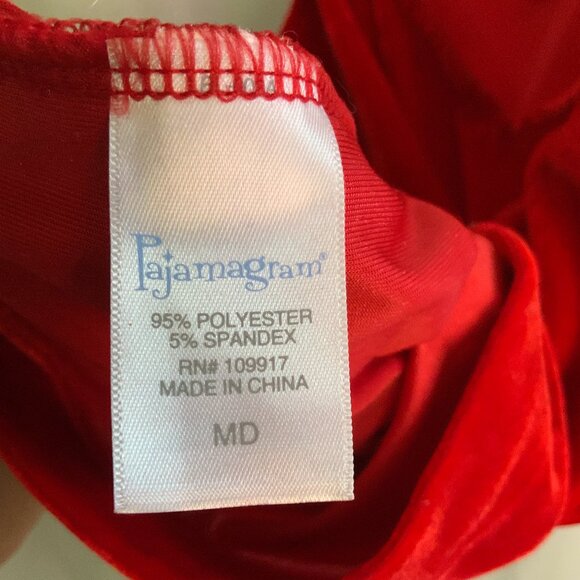 Pajamagram®
95% POLYESTER
5% SPANDEX
RN# 109917
MADE IN CHINA
MD